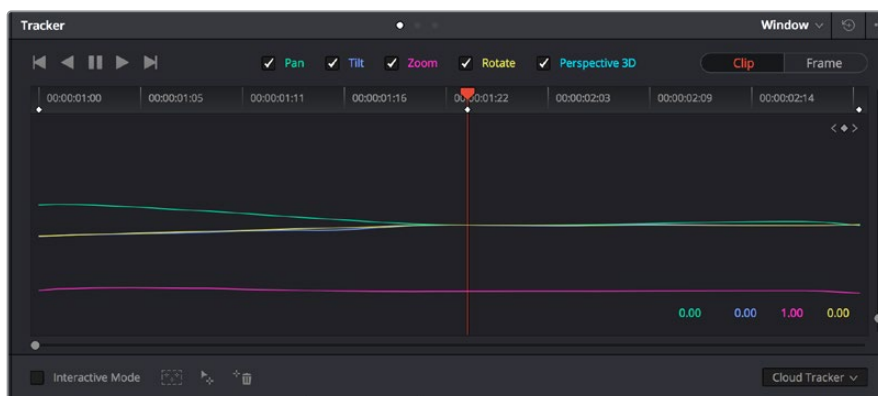 Tracker Window
Pan Tilt Zoom Rotate Perspective 3D Clip Frame
00:00:01:00 00:00:01:05 00:00:01:11 00:00:01:16 00:00:01:22 00:00:02:03 00:00:02:09 00:00:02:14
0.00 0.00 1.00 0.00
Interactive Mode Cloud Tracker